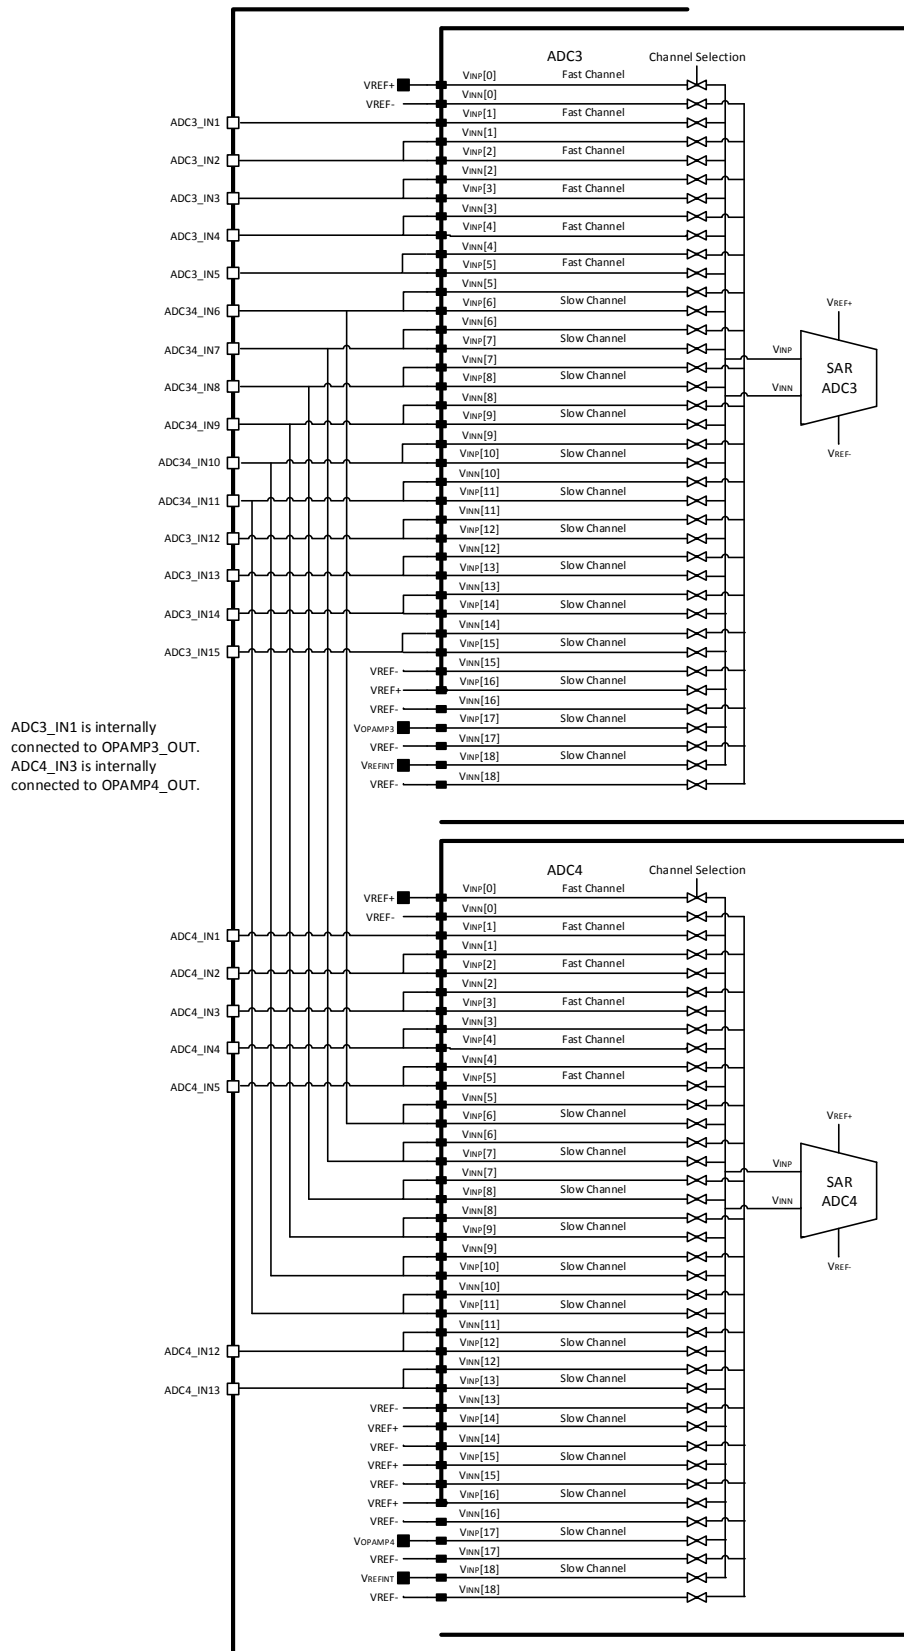 ADC3
Channel Selection
VREF+
VINP[0]
Fast Channel
VREF-
VINN[0]
ADC3_IN1
VINP[1]
Fast Channel
VINN[1]
ADC3_IN2
VINP[2]
Fast Channel
VINN[2]
ADC3_IN3
VINP[3]
Fast Channel
VINN[3]
ADC3_IN4
VINP[4]
Fast Channel
VINN[4]
ADC3_IN5
VINP[5]
Fast Channel
VINN[5]
ADC34_IN6
VINP[6]
Slow Channel
VINN[6]
ADC34_IN7
VINP[7]
Slow Channel
VINN[7]
ADC34_IN8
VINP[8]
Slow Channel
VINN[8]
ADC34_IN9
VINP[9]
Slow Channel
VINN[9]
ADC34_IN10
VINP[10]
Slow Channel
VINN[10]
ADC34_IN11
VINP[11]
Slow Channel
VINN[11]
ADC3_IN12
VINP[12]
Slow Channel
VINN[12]
ADC3_IN13
VINP[13]
Slow Channel
VINN[13]
ADC3_IN14
VINP[14]
Slow Channel
VINN[14]
ADC3_IN15
VINP[15]
Slow Channel
VREF-
VINN[15]
VREF+
VINP[16]
Slow Channel
VREF-
VINN[16]
VOPAMP3
VINP[17]
Slow Channel
VREF-
VINN[17]
VREFINT
VINP[18]
Slow Channel
VREF-
VINN[18]
VREF+
VINP
SAR
ADC3
VINN
VREF-
ADC3_IN1 is internally
connected to OPAMP3_OUT.
ADC4_IN3 is internally
connected to OPAMP4_OUT.
ADC4
Channel Selection
VREF+
VINP[0]
Fast Channel
VREF-
VINN[0]
ADC4_IN1
VINP[1]
Fast Channel
VINN[1]
ADC4_IN2
VINP[2]
Fast Channel
VINN[2]
ADC4_IN3
VINP[3]
Fast Channel
VINN[3]
ADC4_IN4
VINP[4]
Fast Channel
VINN[4]
ADC4_IN5
VINP[5]
Fast Channel
VINN[5]
VINP[6]
Slow Channel
VINN[6]
VINP[7]
Slow Channel
VINN[7]
VINP[8]
Slow Channel
VINN[8]
VINP[9]
Slow Channel
VINN[9]
VINP[10]
Slow Channel
VINN[10]
VINP[11]
Slow Channel
VINN[11]
ADC4_IN12
VINP[12]
Slow Channel
VINN[12]
ADC4_IN13
VINP[13]
Slow Channel
VREF-
VINN[13]
VREF+
VINP[14]
Slow Channel
VREF-
VINN[14]
VREF+
VINP[15]
Slow Channel
VREF-
VINN[15]
VREF+
VINP[16]
Slow Channel
VREF-
VINN[16]
VOPAMP4
VINP[17]
Slow Channel
VREF-
VINN[17]
VREFINT
VINP[18]
Slow Channel
VREF-
VINN[18]
VREF+
VINP
SAR
ADC4
VINN
VREF-